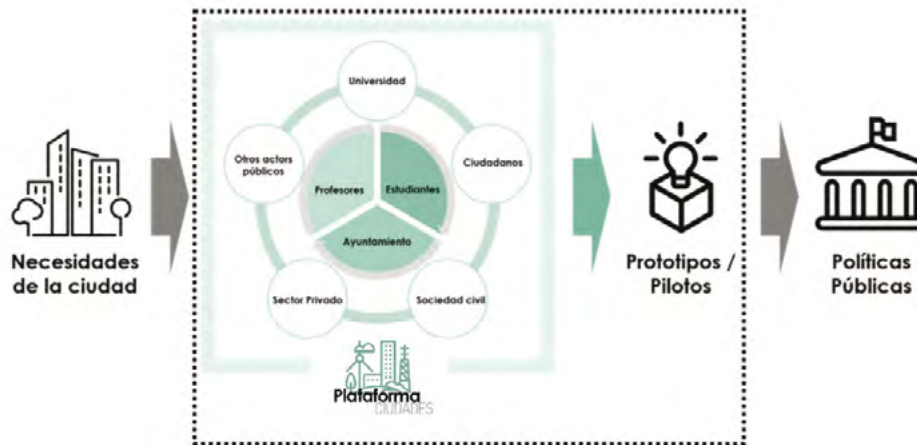 Necesidades
de la ciudad
Universidad
Otros actors
públicos
Ciudadanos
Profesores
Estudiantes
Ayuntamiento
Sector Privado
Sociedad civil
Plataforma
CIUDADES
Prototipos /
Pilotos
Políticas
Públicas